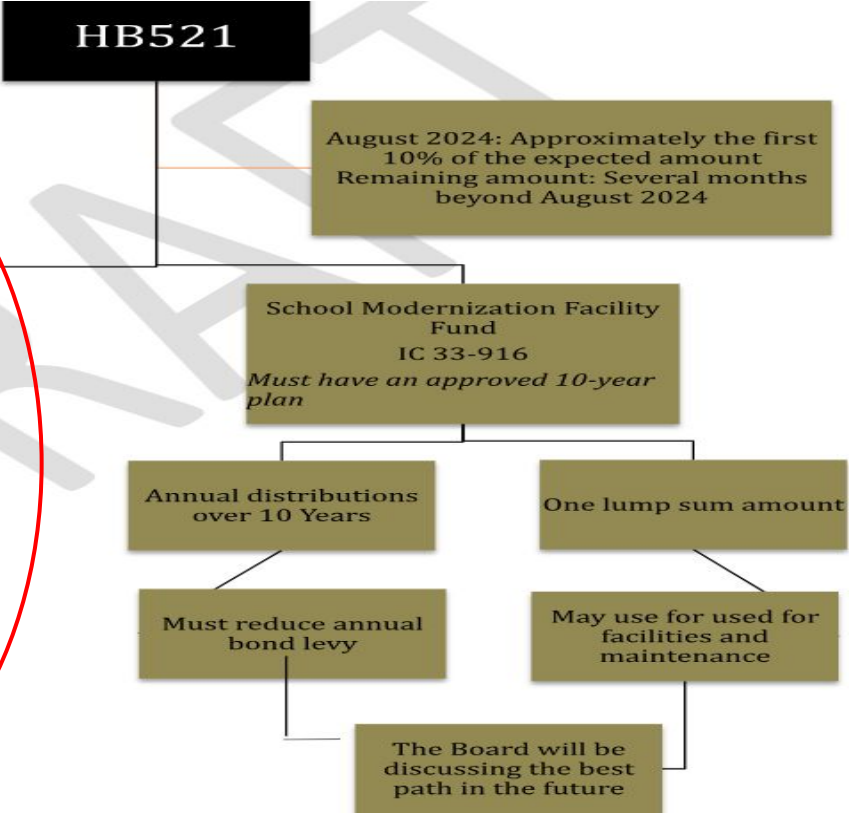 HB521
August 2024: Approximately the first
10% of the expected amount
Remaining amount: Several months
beyond August 2024
School Modernization Facility
Fund
IC 33-916
Must have an approved 10-year
plan
Annual distributions
over 10 Years
One lump sum amount
Must reduce annual
bond levy
May use for used for
facilities and
maintenance
The Board will be
discussing the best
path in the future